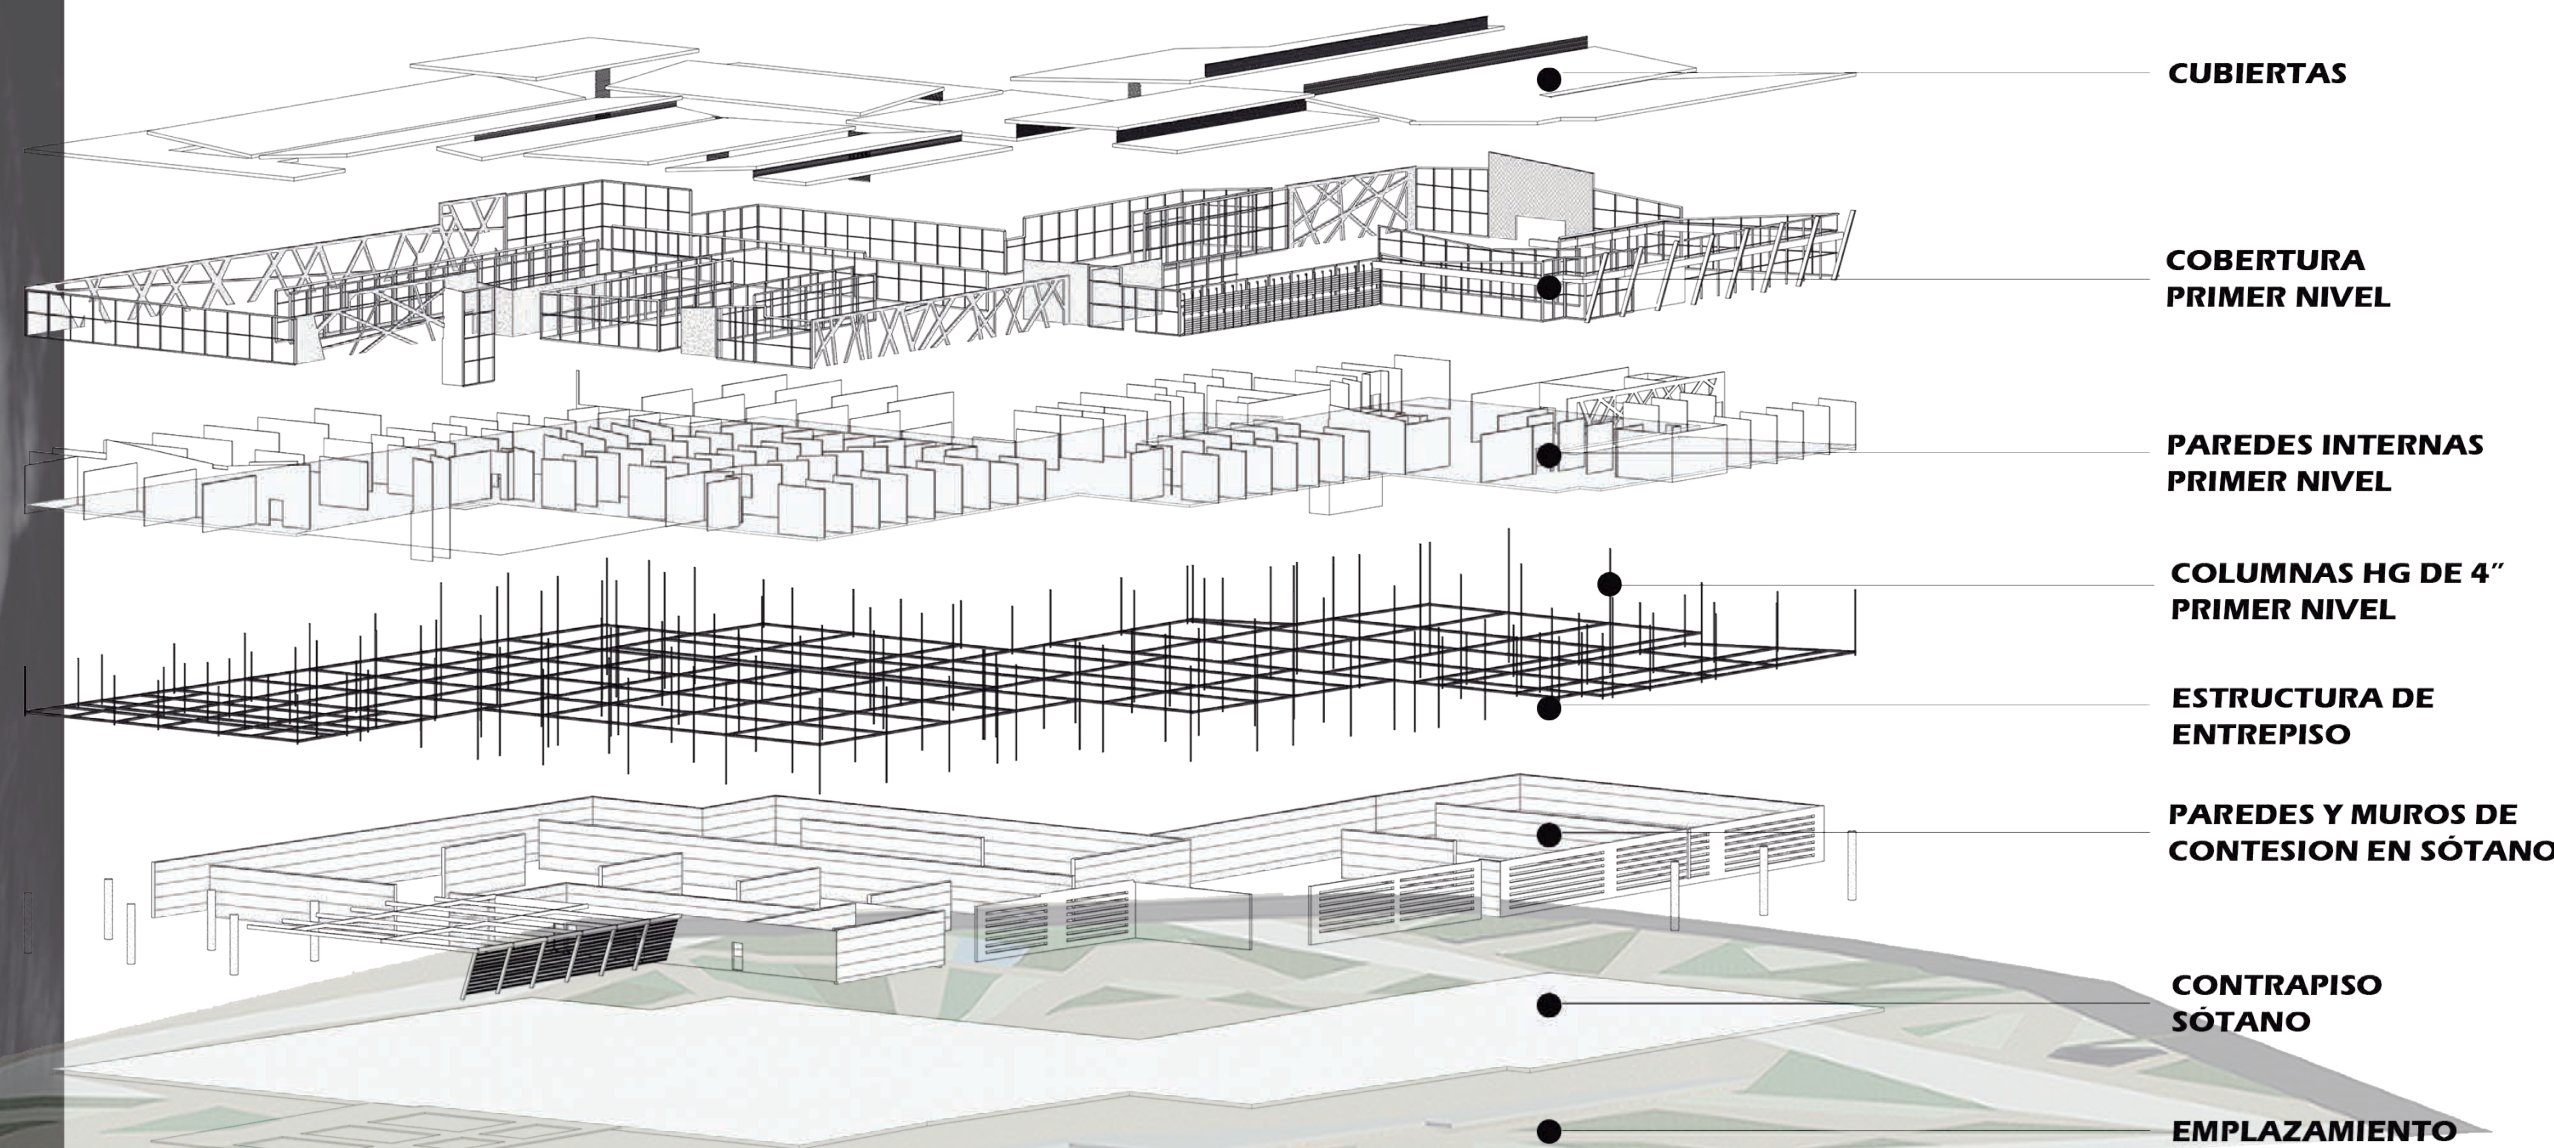 CUBIERTAS
COBERTURA
PRIMER NIVEL
PAREDES INTERNAS
PRIMER NIVEL
COLUMNAS HG DE 4”
PRIMER NIVEL
ESTRUCTURA DE
ENTREPISO
PAREDES Y MUROS DE
CONTESION EN SÓTANO
CONTRAPISO
SÓTANO
EMPLAZAMIENTO